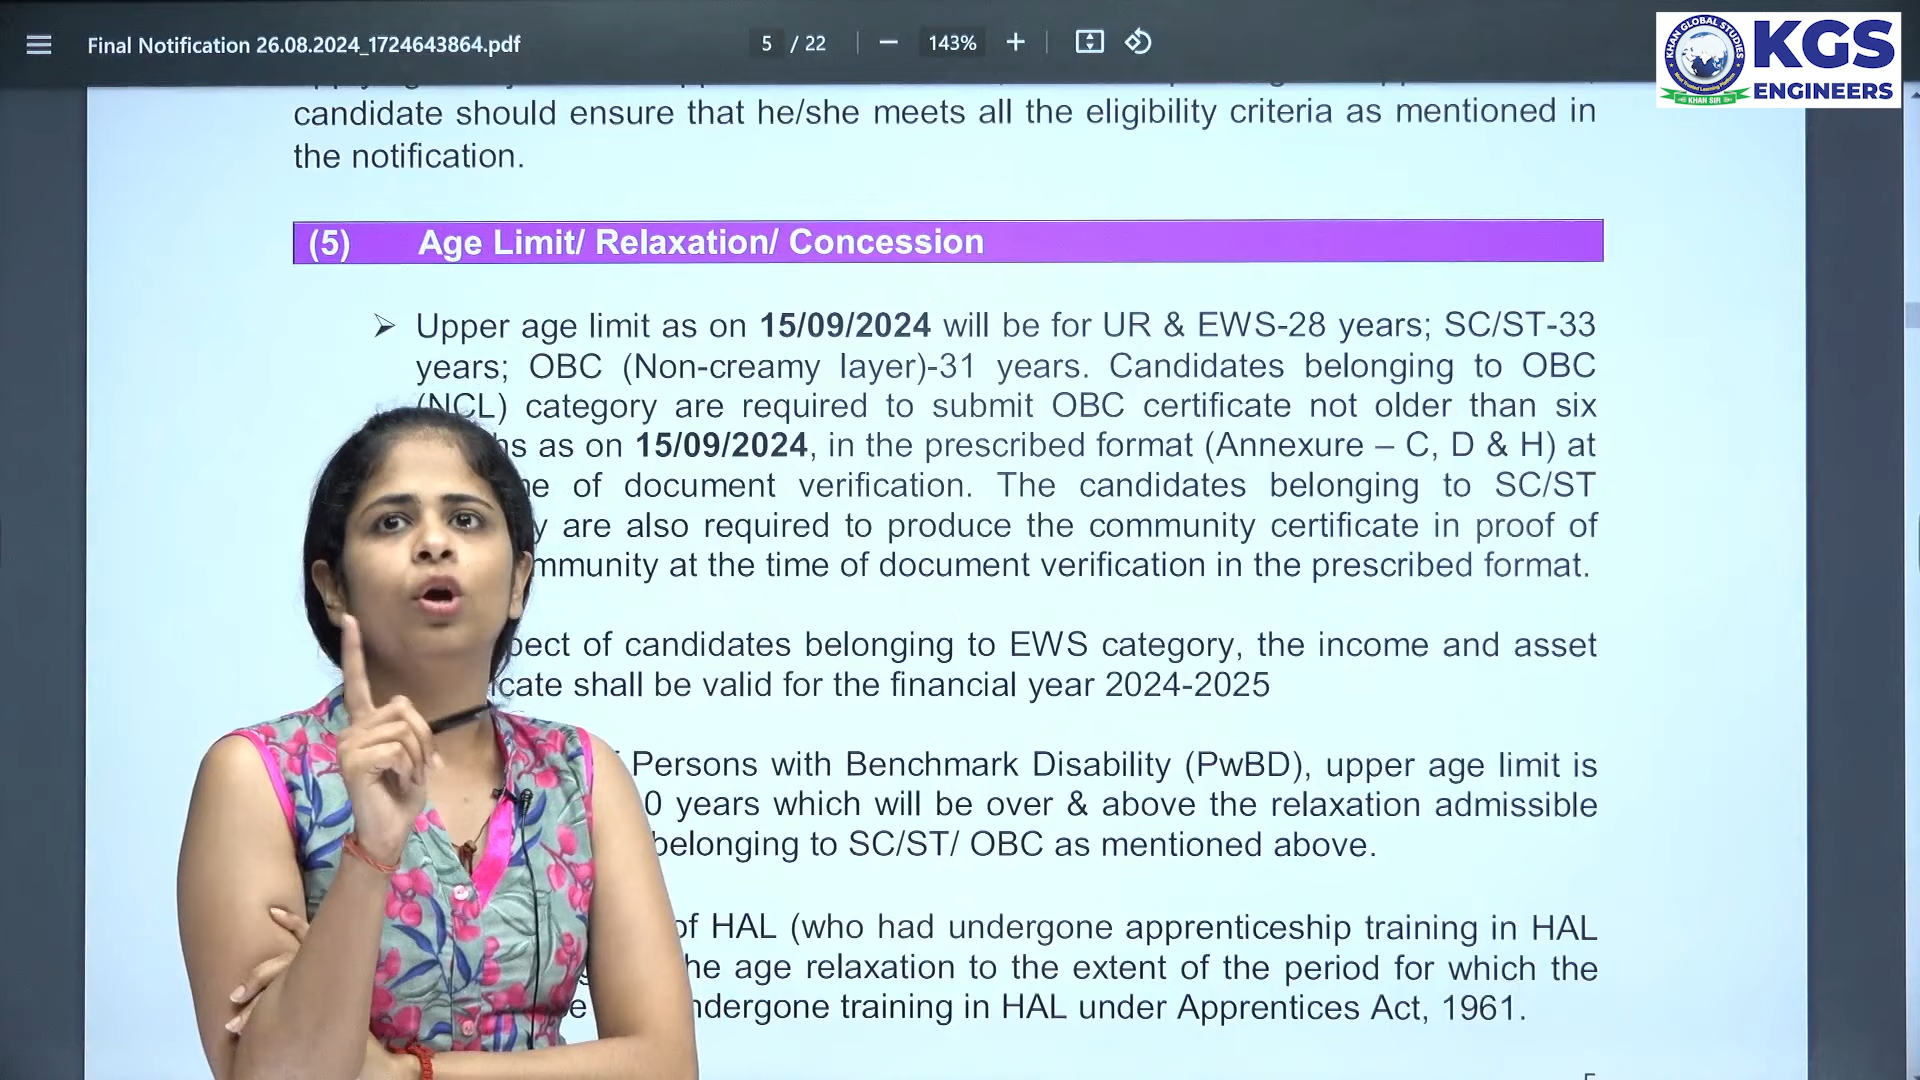 Final Notification 26.08.2024_1724643864.pdf
5 / 22
143%
KHAN GLOBAL STUDIES
KHAN SIR
KGS
ENGINEERS
candidate should ensure that he/she meets all the eligibility criteria as mentioned in
the notification.
(5) Age Limit/ Relaxation/ Concession
➢ Upper age limit as on 15/09/2024 will be for UR & EWS-28 years; SC/ST-33
years; OBC (Non-creamy layer)-31 years. Candidates belonging to OBC
(NCL) category are required to submit OBC certificate not older than six
as on 15/09/2024, in the prescribed format (Annexure – C, D & H) at
of document verification. The candidates belonging to SC/ST
are also required to produce the community certificate in proof of
mmunity at the time of document verification in the prescribed format.
pect of candidates belonging to EWS category, the income and asset
cate shall be valid for the financial year 2024-2025
Persons with Benchmark Disability (PwBD), upper age limit is
0 years which will be over & above the relaxation admissible
belonging to SC/ST/ OBC as mentioned above.
of HAL (who had undergone apprenticeship training in HAL
he age relaxation to the extent of the period for which the
ndergone training in HAL under Apprentices Act, 1961.